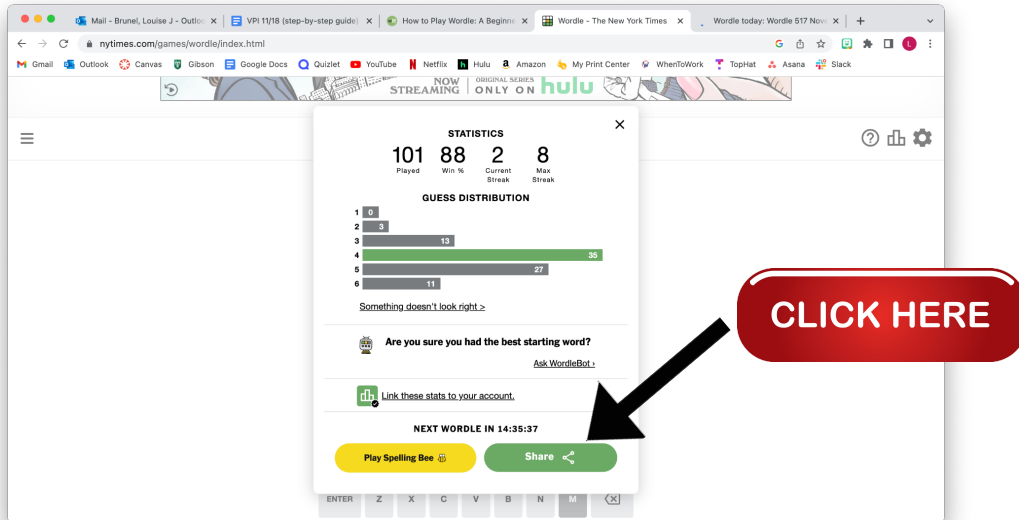 Mail - Brunel, Louise J - Outloo
VPI 11/18 (step-by-step guide)
How to Play Wordle: A Beginne
Wordle - The New York Times
Wordle today: Wordle 517 Nove
nytimes.com/games/wordle/index.html
Gmail Outlook Canvas Gibson Google Docs Quizlet YouTube Netflix Hulu Amazon My Print Center WhenToWork TopHat Asana Slack
NOW STREAMING
ORIGINAL SERIES ONLY ON hulu
STATISTICS
101 88 2 8
Played Win % Current Streak Max Streak
GUESS DISTRIBUTION
1 0
2 3
3 13
4 35
5 27
6 11
Something doesn't look right >
Are you sure you had the best starting word?
Ask WordleBot ›
Link these stats to your account.
NEXT WORDLE IN 14:35:37
Play Spelling Bee
Share
CLICK HERE
ENTER Z X C V B N M